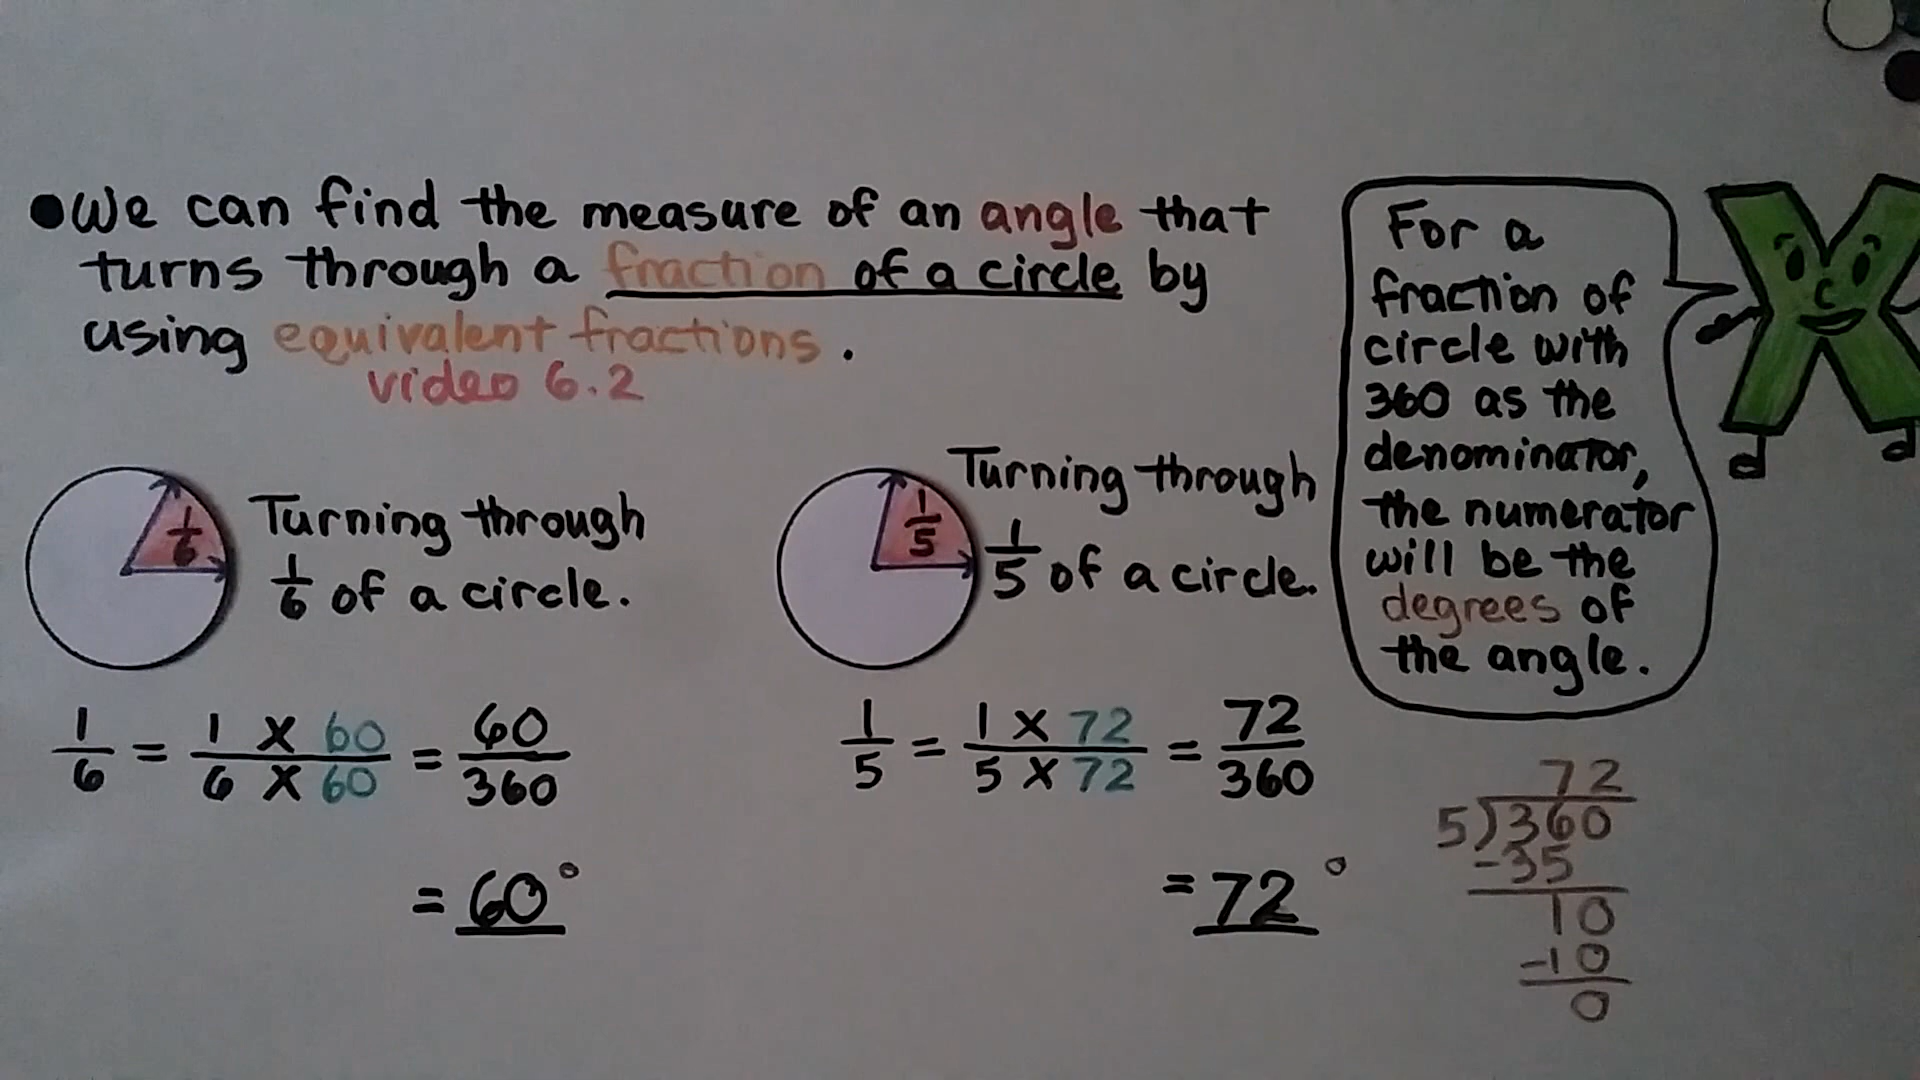 •We can find the measure of an angle that
turns through a fraction of a circle by
using equivalent fractions.
video 6.2
1/6
Turning through
1/6 of a circle.
1/6 = 1 x 60 / 6 x 60 = 60/360
= 60°
1/5
Turning through
1/5 of a circle.
1/5 = 1 x 72 / 5 x 72 = 72/360
= 72°
For a
fraction of
circle with
360 as the
denominator,
the numerator
will be the
degrees of
the angle.
72
5)360
-35
10
-10
0